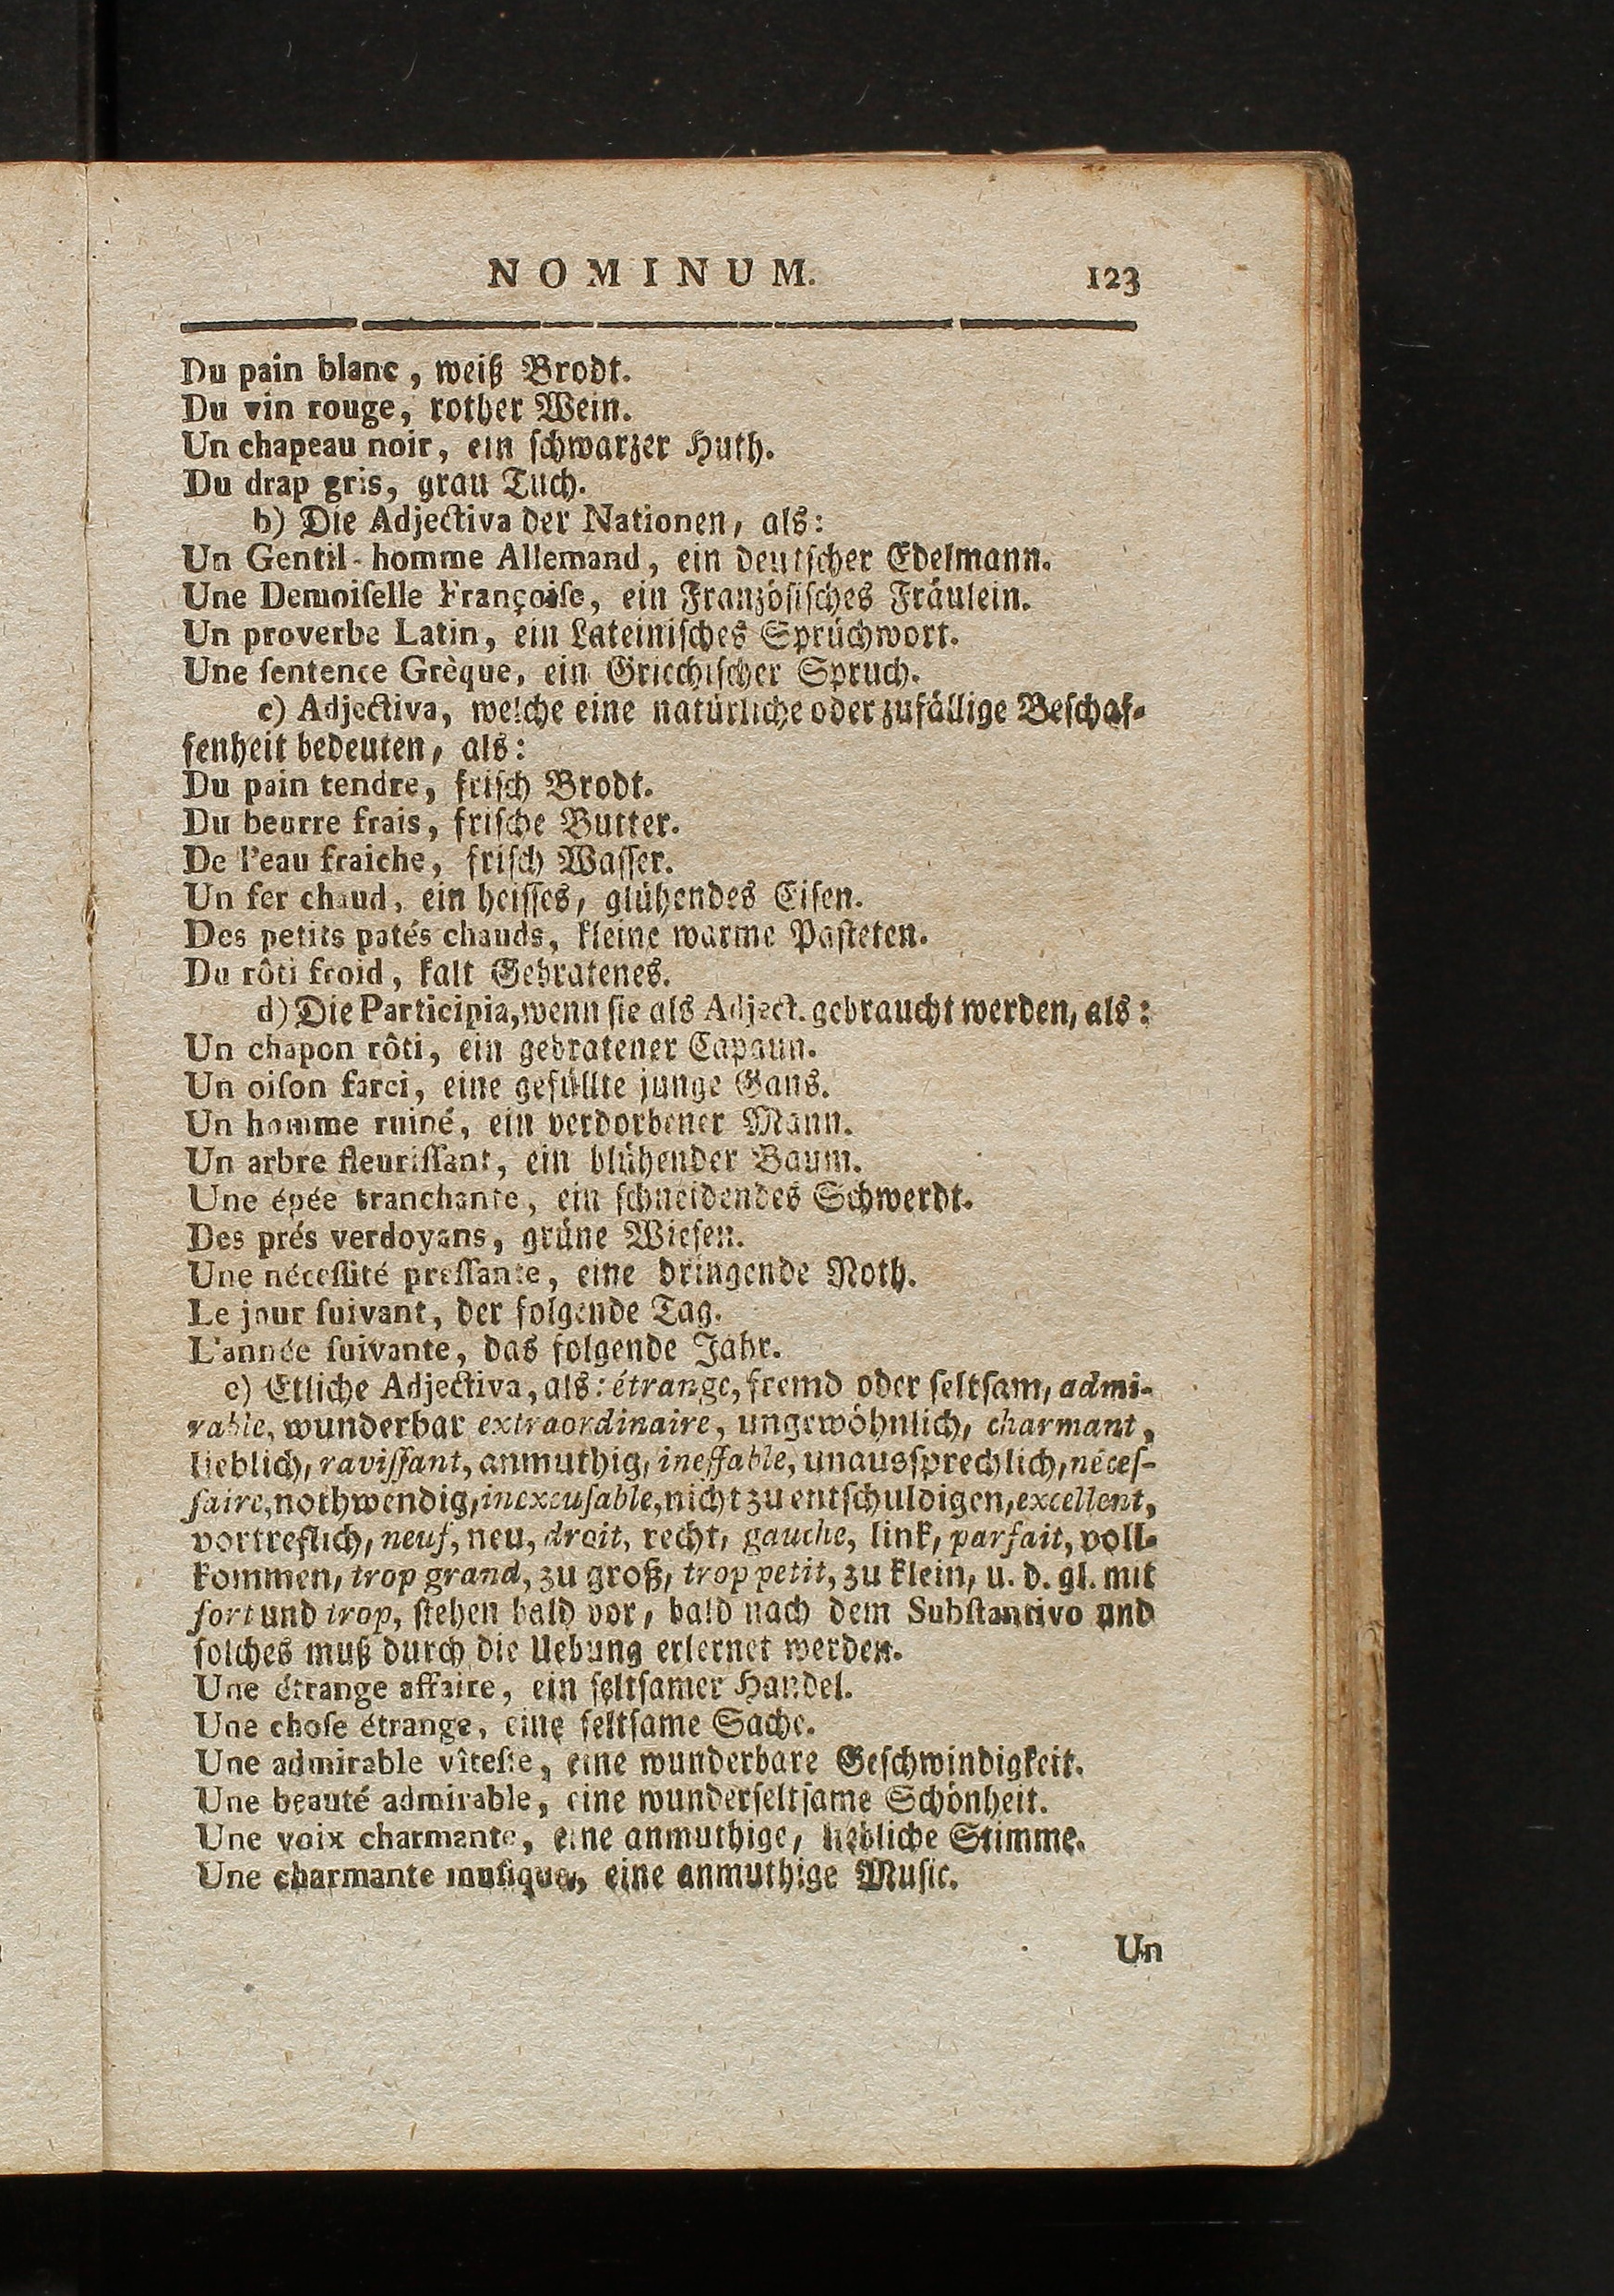 NOMINUM. 123
Du pain blanc, weiß Brodt.
Du vin rouge, rother Wein.
Un chapeau noir, ein ſchwarzer Huth.
Du drap gris, grau Tuch.
b) Die Adjectiva der Nationen, als:
Un Gentil-homme Allemand, ein deutſcher Edelmann.
Une Demoiſelle Françoiſe, ein Franzöſiſches Fräulein.
Un proverbe Latin, ein Lateiniſches Sprüchwort.
Une ſentence Grèque, ein Griechiſcher Spruch.
c) Adjectiva, welche eine natürliche oder zufällige Beſchaf-
fenheit bedeuten, als:
Du pain tendre, friſch Brodt.
Du beurre frais, friſche Butter.
De l'eau fraiche, friſch Waſſer.
Un fer chaud, ein heiſſes, glühendes Eiſen.
Des petits patés chauds, kleine warme Paſteten.
Du rôti froid, kalt Gebratenes.
d) Die Participia, wenn ſie als Adject. gebraucht werden, als:
Un chapon rôti, ein gebratener Capaun.
Un oiſon farci, eine gefüllte junge Gans.
Un homme ruiné, ein verdorbener Mann.
Un arbre fleuriſſant, ein blühender Baum.
Une épée tranchante, ein ſchneidendes Schwerdt.
Des prés verdoyans, grüne Wieſen.
Une néceſſité preſſante, eine dringende Noth.
Le jour ſuivant, der folgende Tag.
L'année ſuivante, das folgende Jahr.
e) Etliche Adjectiva, als: étrange, fremd oder ſeltſam, admi-
rable, wunderbar extraordinaire, ungewöhnlich, charmant,
lieblich, raviſſant, anmuthig, ineffable, unausſprechlich, néceſ-
ſaire, nothwendig, inexcuſable, nicht zu entſchuldigen, excellent,
vortreflich, neuf, neu, droit, recht, gauche, link, parfait, voll-
kommen, trop grand, zu groß, trop petit, zu klein, u. d. gl. mit
fort und trop, ſtehen bald vor, bald nach dem Subſtantivo und
ſolches muß durch die Uebung erlernet werden.
Une étrange affaire, ein ſeltſamer Handel.
Une choſe étrange, eine ſeltſame Sache.
Une admirable vîteſſe, eine wunderbare Geſchwindigkeit.
Une beauté admirable, eine wunderſeltſame Schönheit.
Une voix charmante, eine anmuthige, liebliche Stimme.
Une charmante muſique, eine anmuthige Muſic.
Un